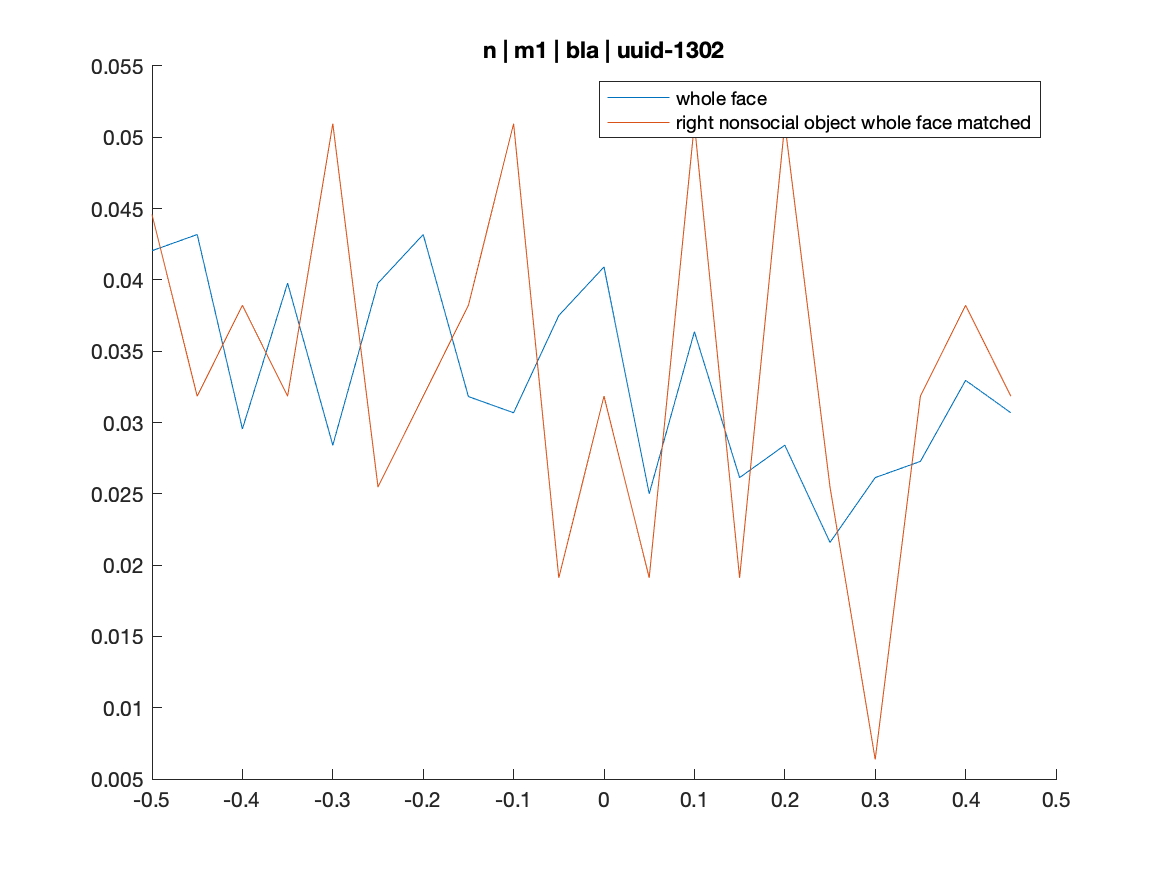 n | m1 | bla | uuid-1302
whole face
right nonsocial object whole face matched
0.055
0.05
0.045
0.04
0.035
0.03
0.025
0.02
0.015
0.01
0.005
-0.5 -0.4 -0.3 -0.2 -0.1 0 0.1 0.2 0.3 0.4 0.5